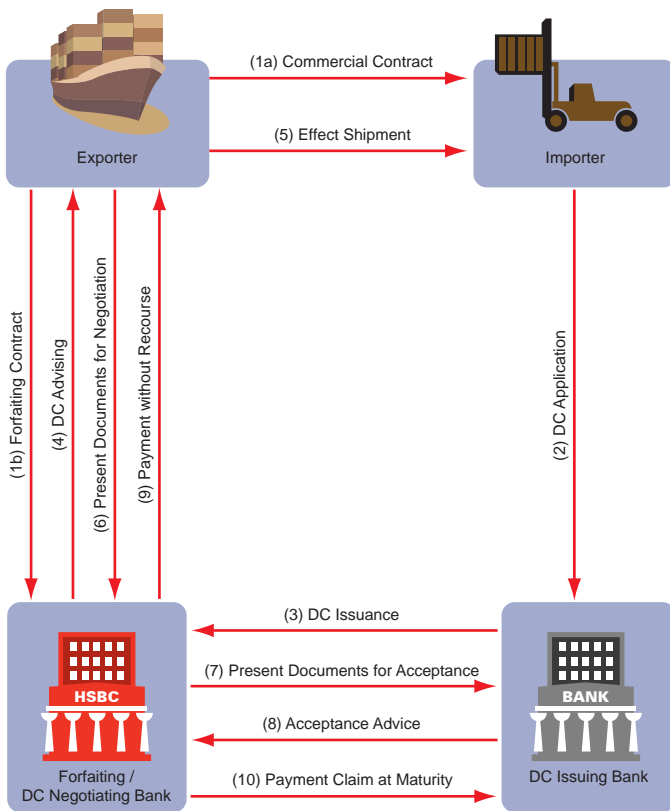 (1a) Commercial Contract
(5) Effect Shipment
Exporter
Importer
(1b) Forfaiting Contract
(4) DC Advising
(6) Present Documents for Negotiation
(9) Payment without Recourse
(2) DC Application
(3) DC Issuance
(7) Present Documents for Acceptance
HSBC
BANK
(8) Acceptance Advice
Forfaiting /
DC Negotiating Bank
DC Issuing Bank
(10) Payment Claim at Maturity